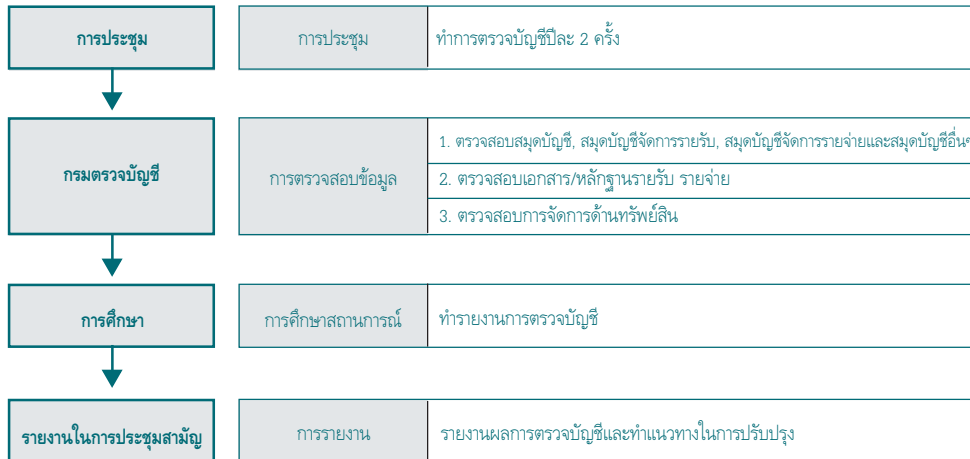 การประชุม
การประชุม
ทำการตรวจบัญชีปีละ 2 ครั้ง
กรมตรวจบัญชี
การตรวจสอบข้อมูล
1. ตรวจสอบสมุดบัญชี, สมุดบัญชีจัดการรายรับ, สมุดบัญชีจัดการรายจ่ายและสมุดบัญชีอื่นๆ
2. ตรวจสอบเอกสาร/หลักฐานรายรับ รายจ่าย
3. ตรวจสอบการจัดการด้านทรัพย์สิน
การศึกษา
การศึกษาสถานการณ์
ทำรายงานการตรวจบัญชี
รายงานในการประชุมสามัญ
การรายงาน
รายงานผลการตรวจบัญชีและทำแนวทางในการปรับปรุง